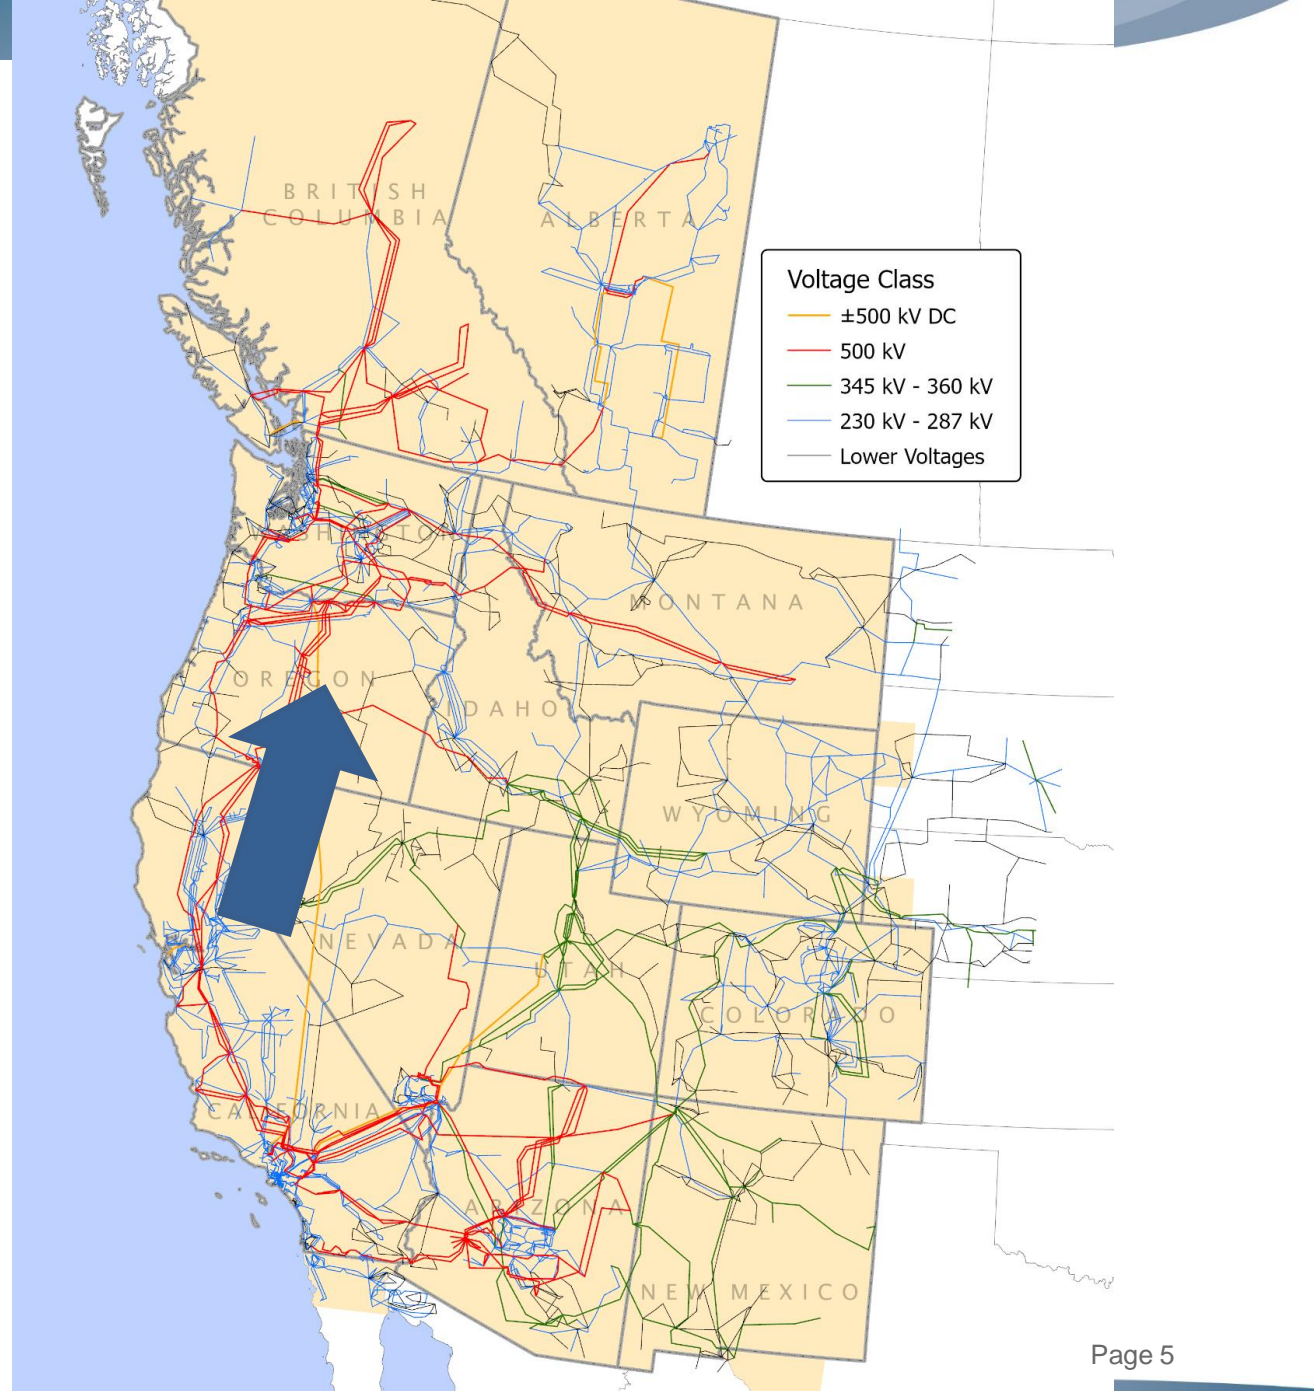 BRITISH
COLUMBIA
ALBERTA
Voltage Class
±500 kV DC
500 kV
345 kV - 360 kV
230 kV - 287 kV
Lower Voltages
WASHINGTON
MONTANA
OREGON
IDAHO
WYOMING
NEVADA
UTAH
COLORADO
CALIFORNIA
ARIZONA
NEW MEXICO
Page 5